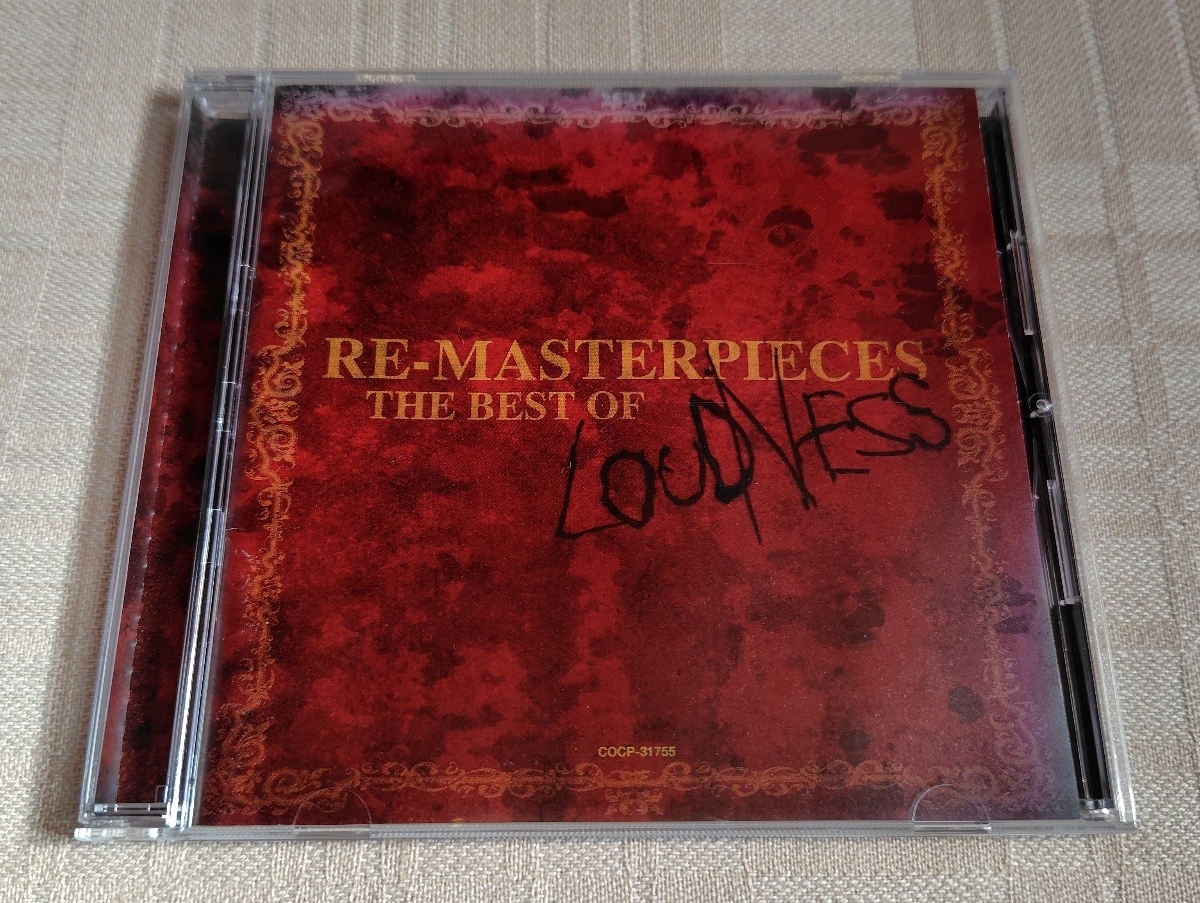 RE-MASTERPIECES
THE BEST OF
LOUDNESS
COCP-31755